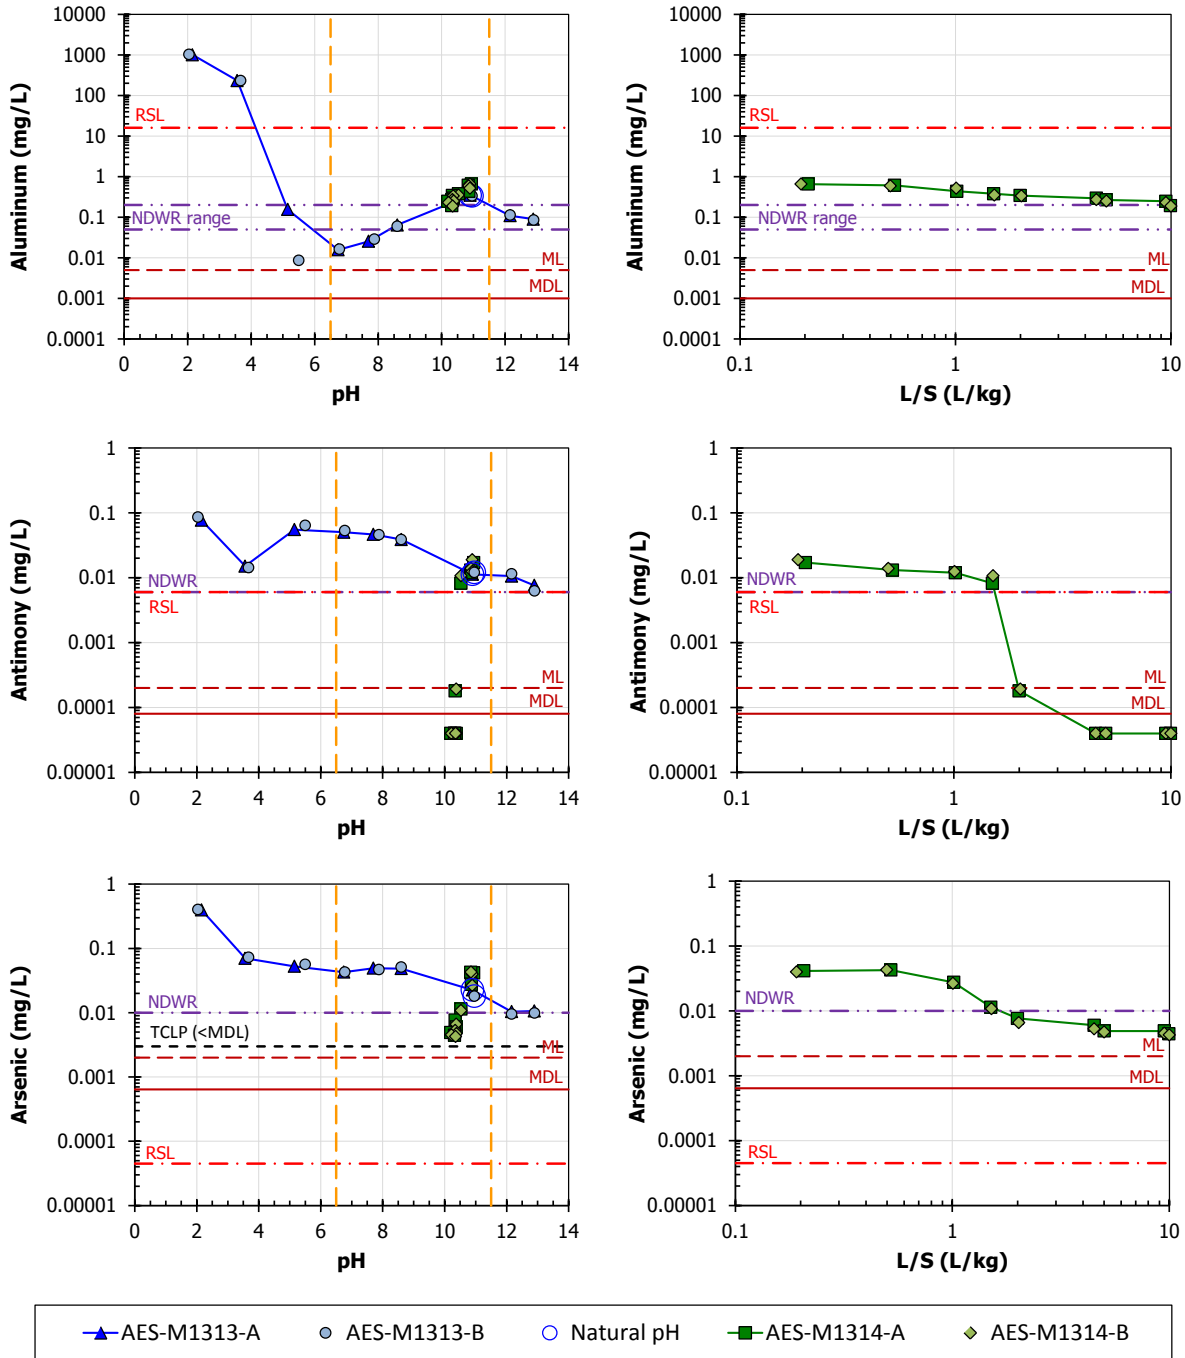 Aluminum (mg/L)
10000
1000
100
10
1
0.1
0.01
0.001
0.0001
RSL
NDWR range
ML
MDL
0 2 4 6 8 10 12 14
pH
Aluminum (mg/L)
10000
1000
100
10
1
0.1
0.01
0.001
0.0001
RSL
NDWR range
ML
MDL
0.1 1 10
L/S (L/kg)
Antimony (mg/L)
1
0.1
0.01
0.001
0.0001
0.00001
NDWR
RSL
ML
MDL
0 2 4 6 8 10 12 14
pH
Antimony (mg/L)
1
0.1
0.01
0.001
0.0001
0.00001
NDWR
RSL
ML
MDL
0.1 1 10
L/S (L/kg)
Arsenic (mg/L)
1
0.1
0.01
0.001
0.0001
0.00001
NDWR
TCLP (<MDL)
ML
MDL
RSL
0 2 4 6 8 10 12 14
pH
Arsenic (mg/L)
1
0.1
0.01
0.001
0.0001
0.00001
NDWR
ML
MDL
RSL
0.1 1 10
L/S (L/kg)
AES-M1313-A AES-M1313-B Natural pH AES-M1314-A AES-M1314-B